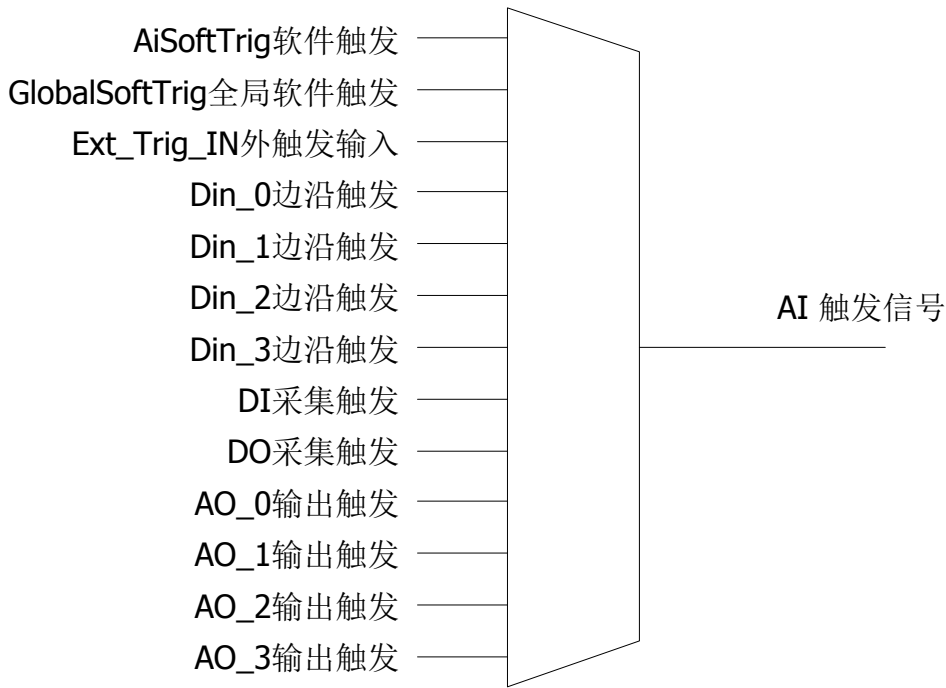 AiSoftTrig软件触发
GlobalSoftTrig全局软件触发
Ext_Trig_IN外触发输入
Din_0边沿触发
Din_1边沿触发
Din_2边沿触发
Din_3边沿触发
DI采集触发
DO采集触发
AO_0输出触发
AO_1输出触发
AO_2输出触发
AO_3输出触发
AI 触发信号